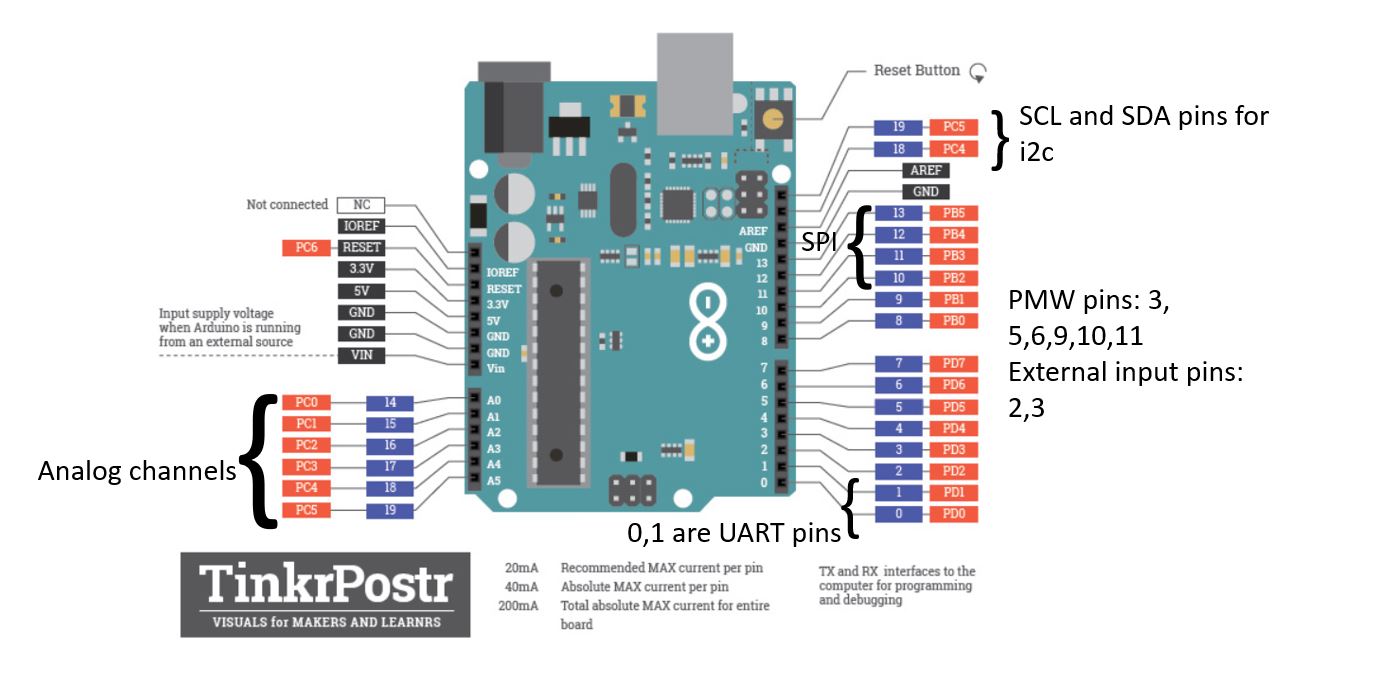 Reset Button
19 PC5
18 PC4
AREF
GND
SCL and SDA pins for
i2c
13 PB5
12 PB4
11 PB3
10 PB2
9 PB1
8 PB0
SPI
PMW pins: 3,
5,6,9,10,11
External input pins:
2,3
7 PD7
6 PD6
5 PD5
4 PD4
3 PD3
2 PD2
1 PD1
0 PD0
0,1 are UART pins
Not connected NC
IOREF
PC6 RESET
3.3V
5V
GND
GND
VIN
Input supply voltage
when Arduino is running
from an external source
PC0 14
PC1 15
PC2 16
PC3 17
PC4 18
PC5 19
Analog channels
IOREF
RESET
3.3V
5V
GND
GND
Vin
A0
A1
A2
A3
A4
A5
AREF
GND
13
12
11
10
9
8
7
6
5
4
3
2
1
0
TinkrPostr
VISUALS for MAKERS AND LEARNRS
20mA Recommended MAX current per pin
40mA Absolute MAX current per pin
200mA Total absolute MAX current for entire
board
TX and RX interfaces to the
computer for programming
and debugging